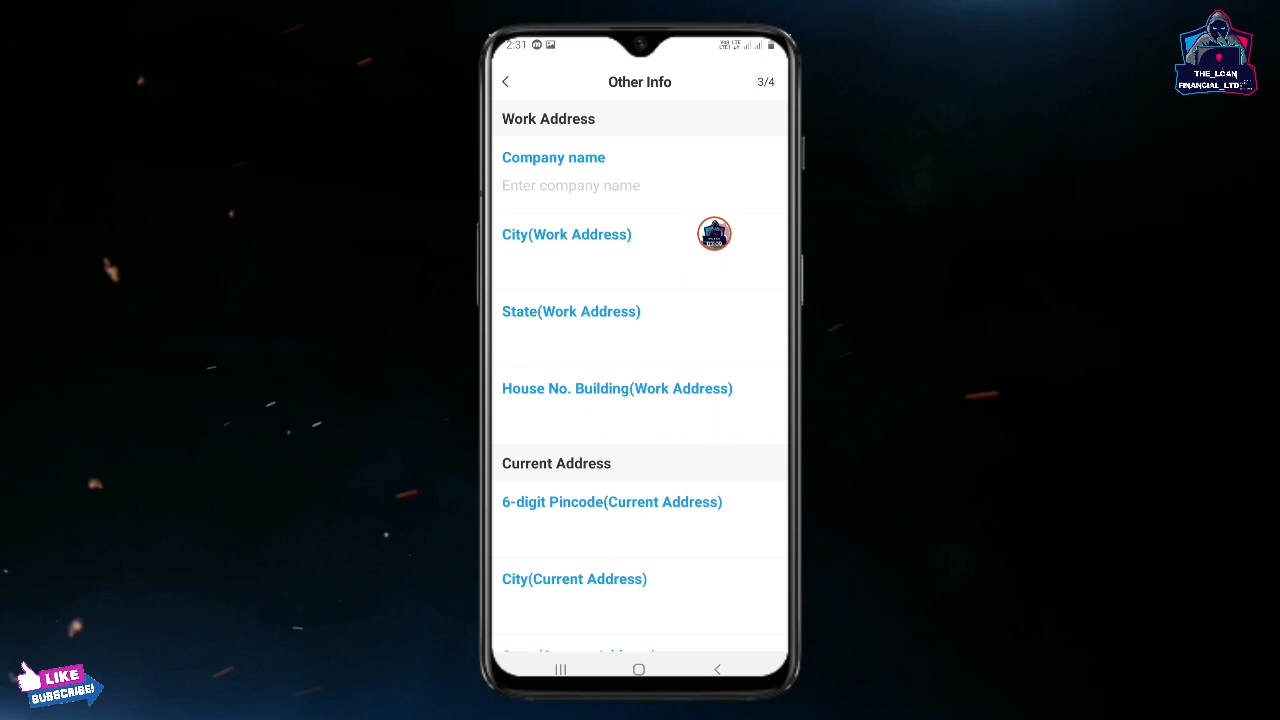 2:31
Other Info
3/4
Work Address
Company name
Enter company name
City(Work Address)
State(Work Address)
House No. Building(Work Address)
Current Address
6-digit Pincode(Current Address)
City(Current Address)
THE_LOAN
FINANCIAL_LTD
LIKE
SUBSCRIBE!